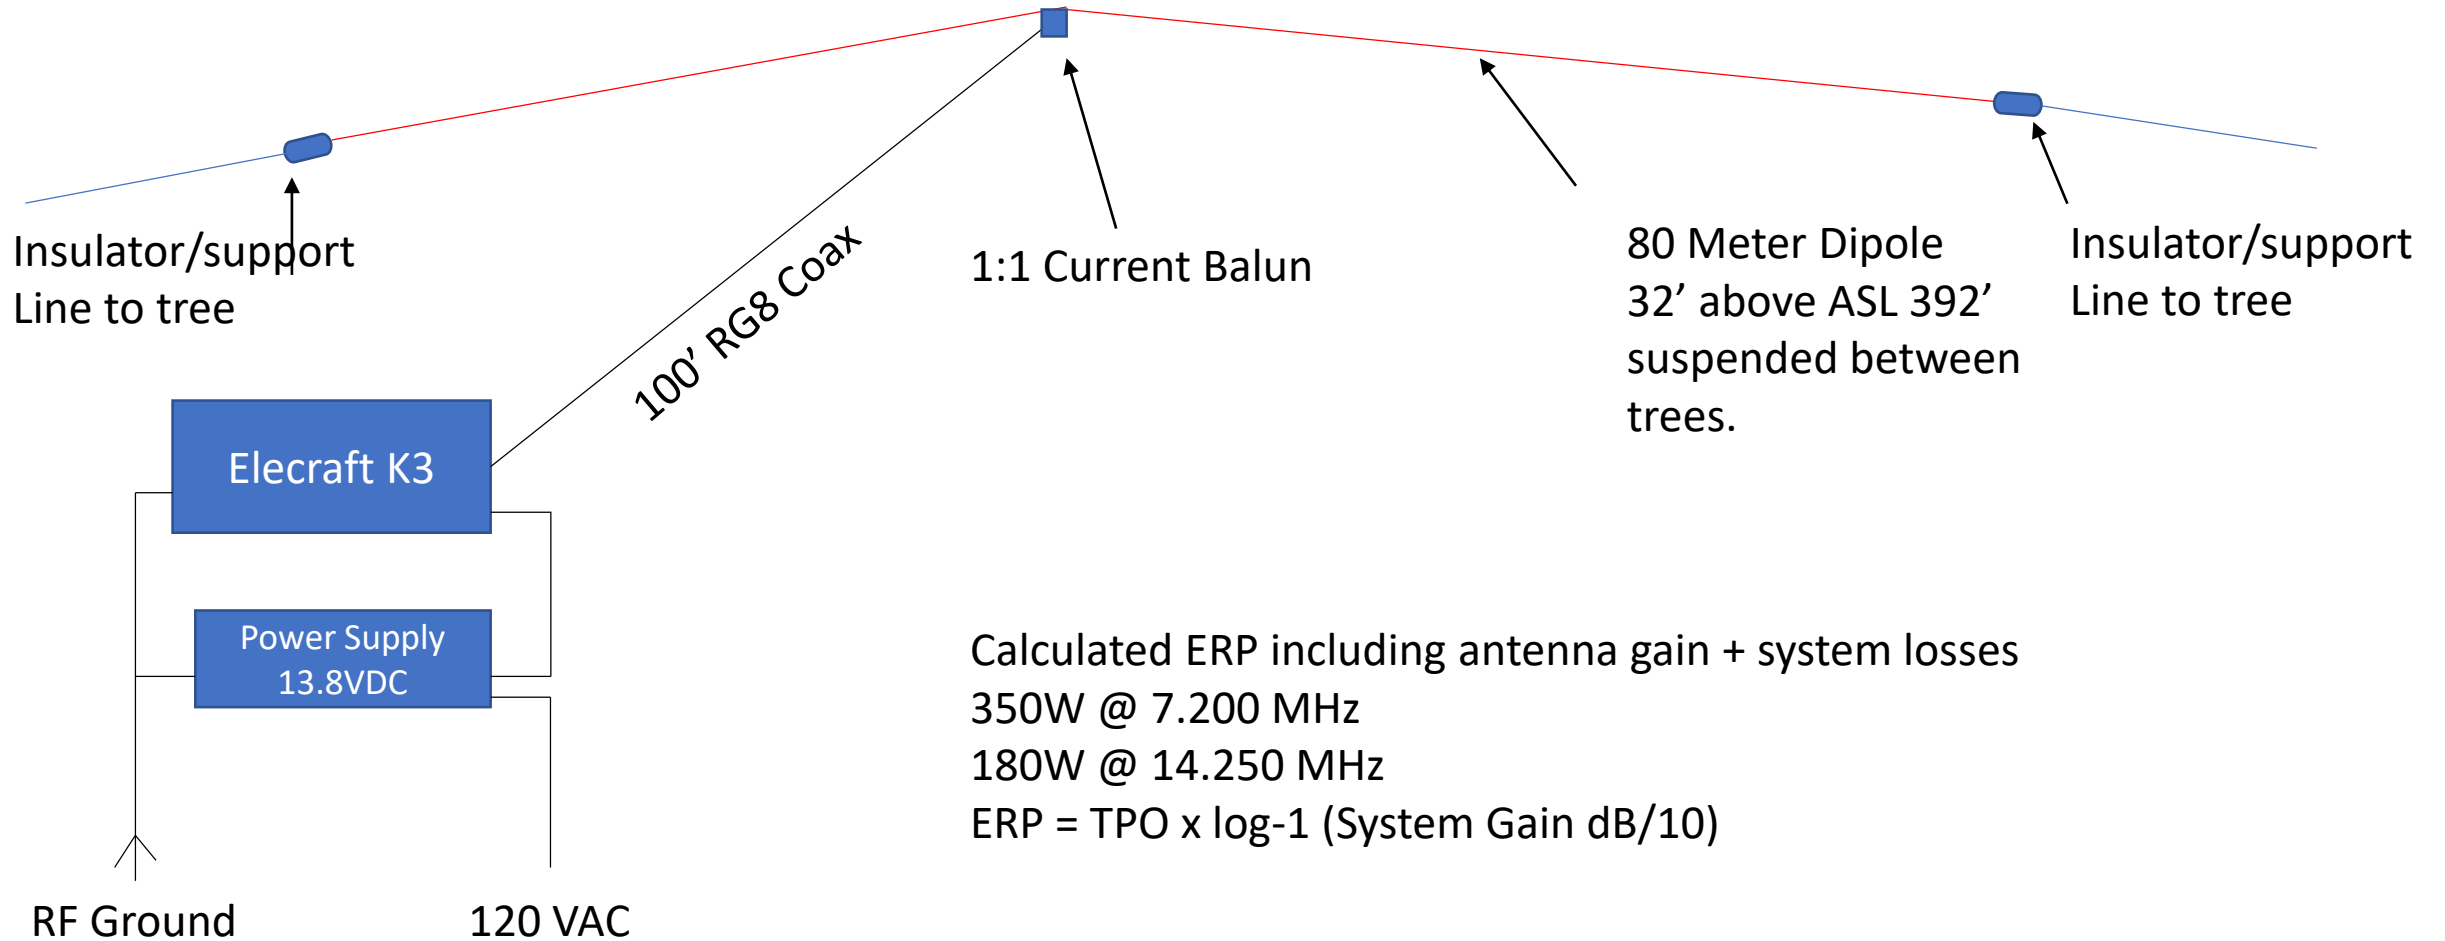 Insulator/support
Line to tree
100’ RG8 Coax
1:1 Current Balun
80 Meter Dipole
32’ above ASL 392’
suspended between
trees.
Insulator/support
Line to tree
Elecraft K3
Power Supply
13.8VDC
Calculated ERP including antenna gain + system losses
350W @ 7.200 MHz
180W @ 14.250 MHz
ERP = TPO x log-1 (System Gain dB/10)
RF Ground
120 VAC